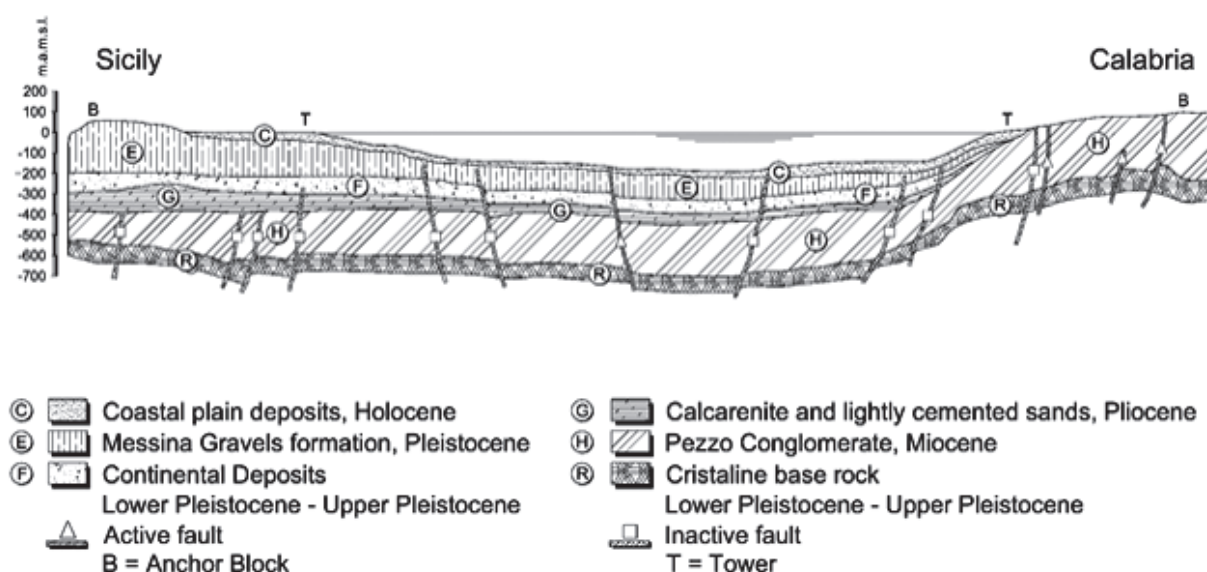 m.a.m.s.l.
Sicily
Calabria
200
100
0
-100
-200
-300
-400
-500
-600
-700
B
T
T
B
C
E
F
G
H
R
G
R
E
C
F
H
H
R
C Coastal plain deposits, Holocene
E Messina Gravels formation, Pleistocene
F Continental Deposits
Lower Pleistocene - Upper Pleistocene
Active fault
B = Anchor Block
G Calcarenite and lightly cemented sands, Pliocene
H Pezzo Conglomerate, Miocene
R Cristaline base rock
Lower Pleistocene - Upper Pleistocene
Inactive fault
T = Tower